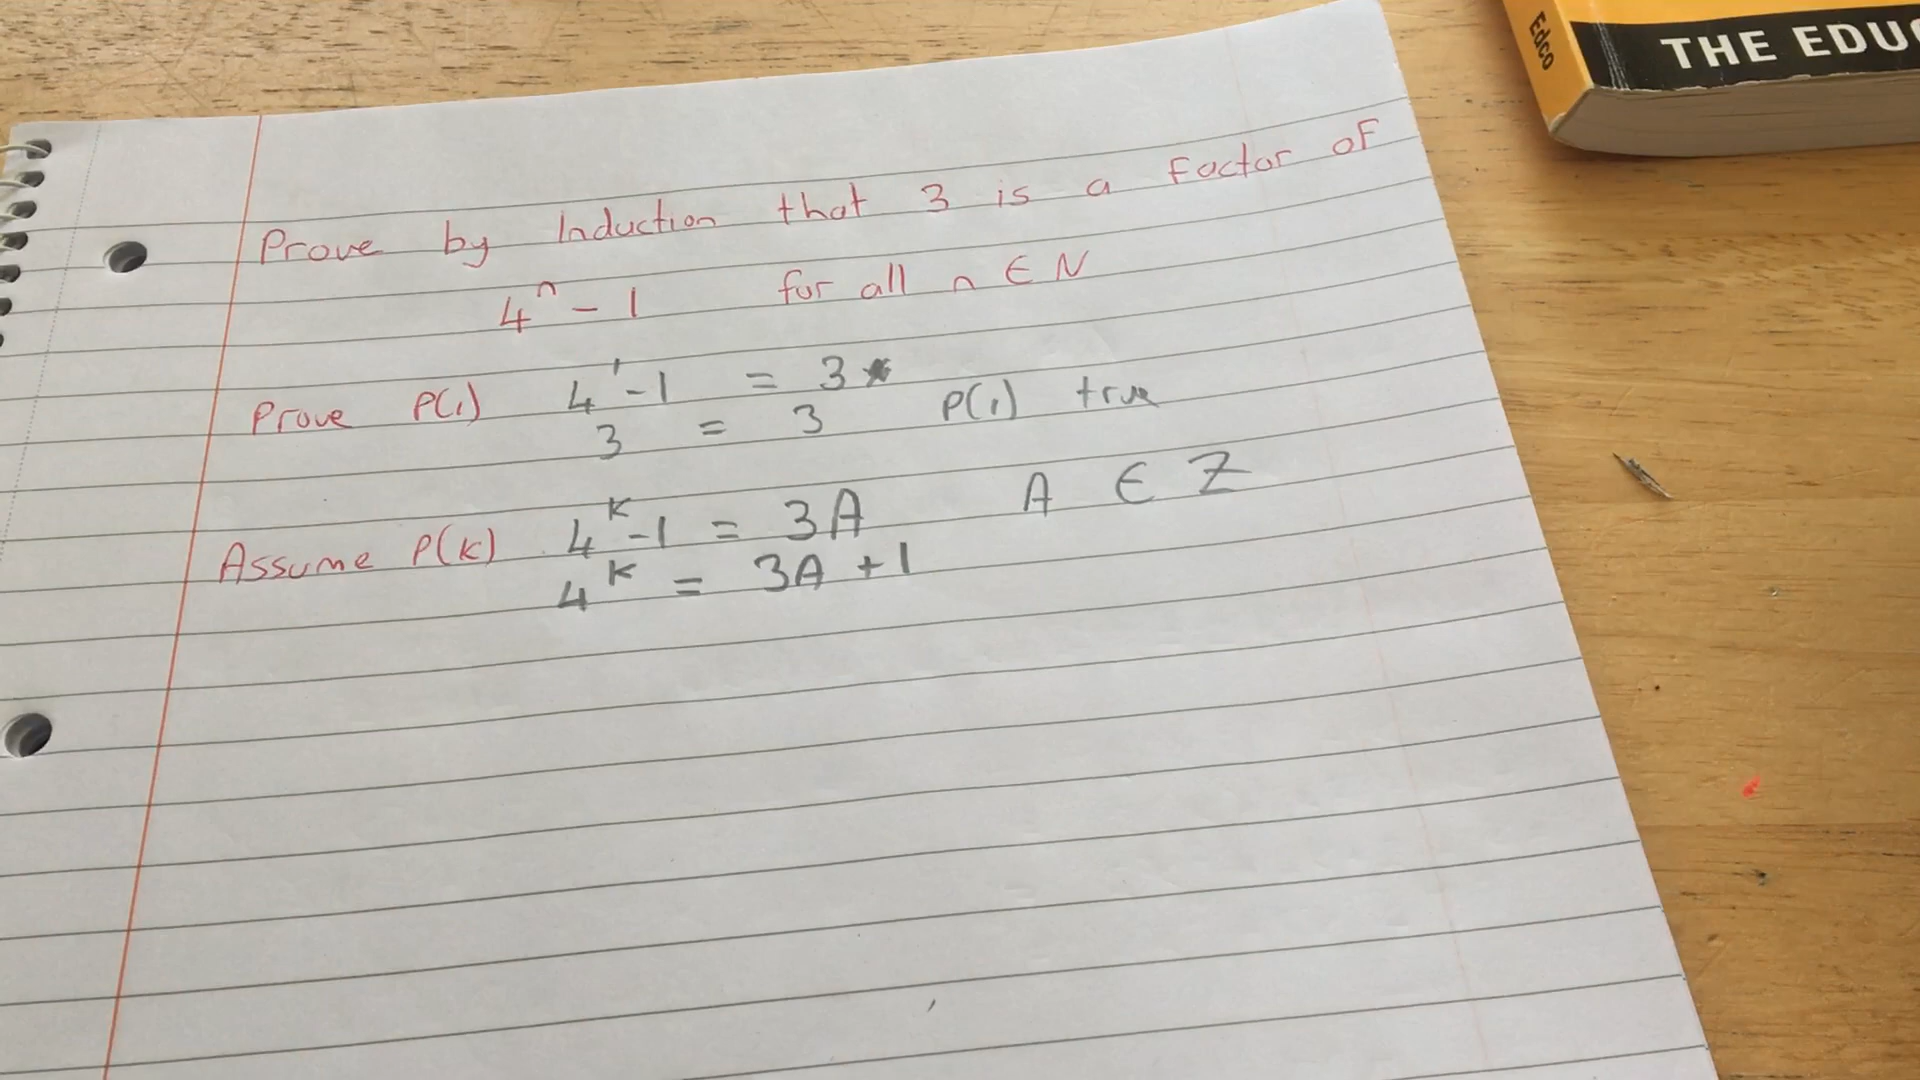 Edco
THE EDU
Prove by Induction that 3 is a factor of
4ⁿ - 1 for all n ∈ N
Prove P(1) 4¹ - 1 = 3
3 = 3 P(1) true
Assume P(k) 4ᴷ - 1 = 3A A ∈ Z
4ᴷ = 3A + 1